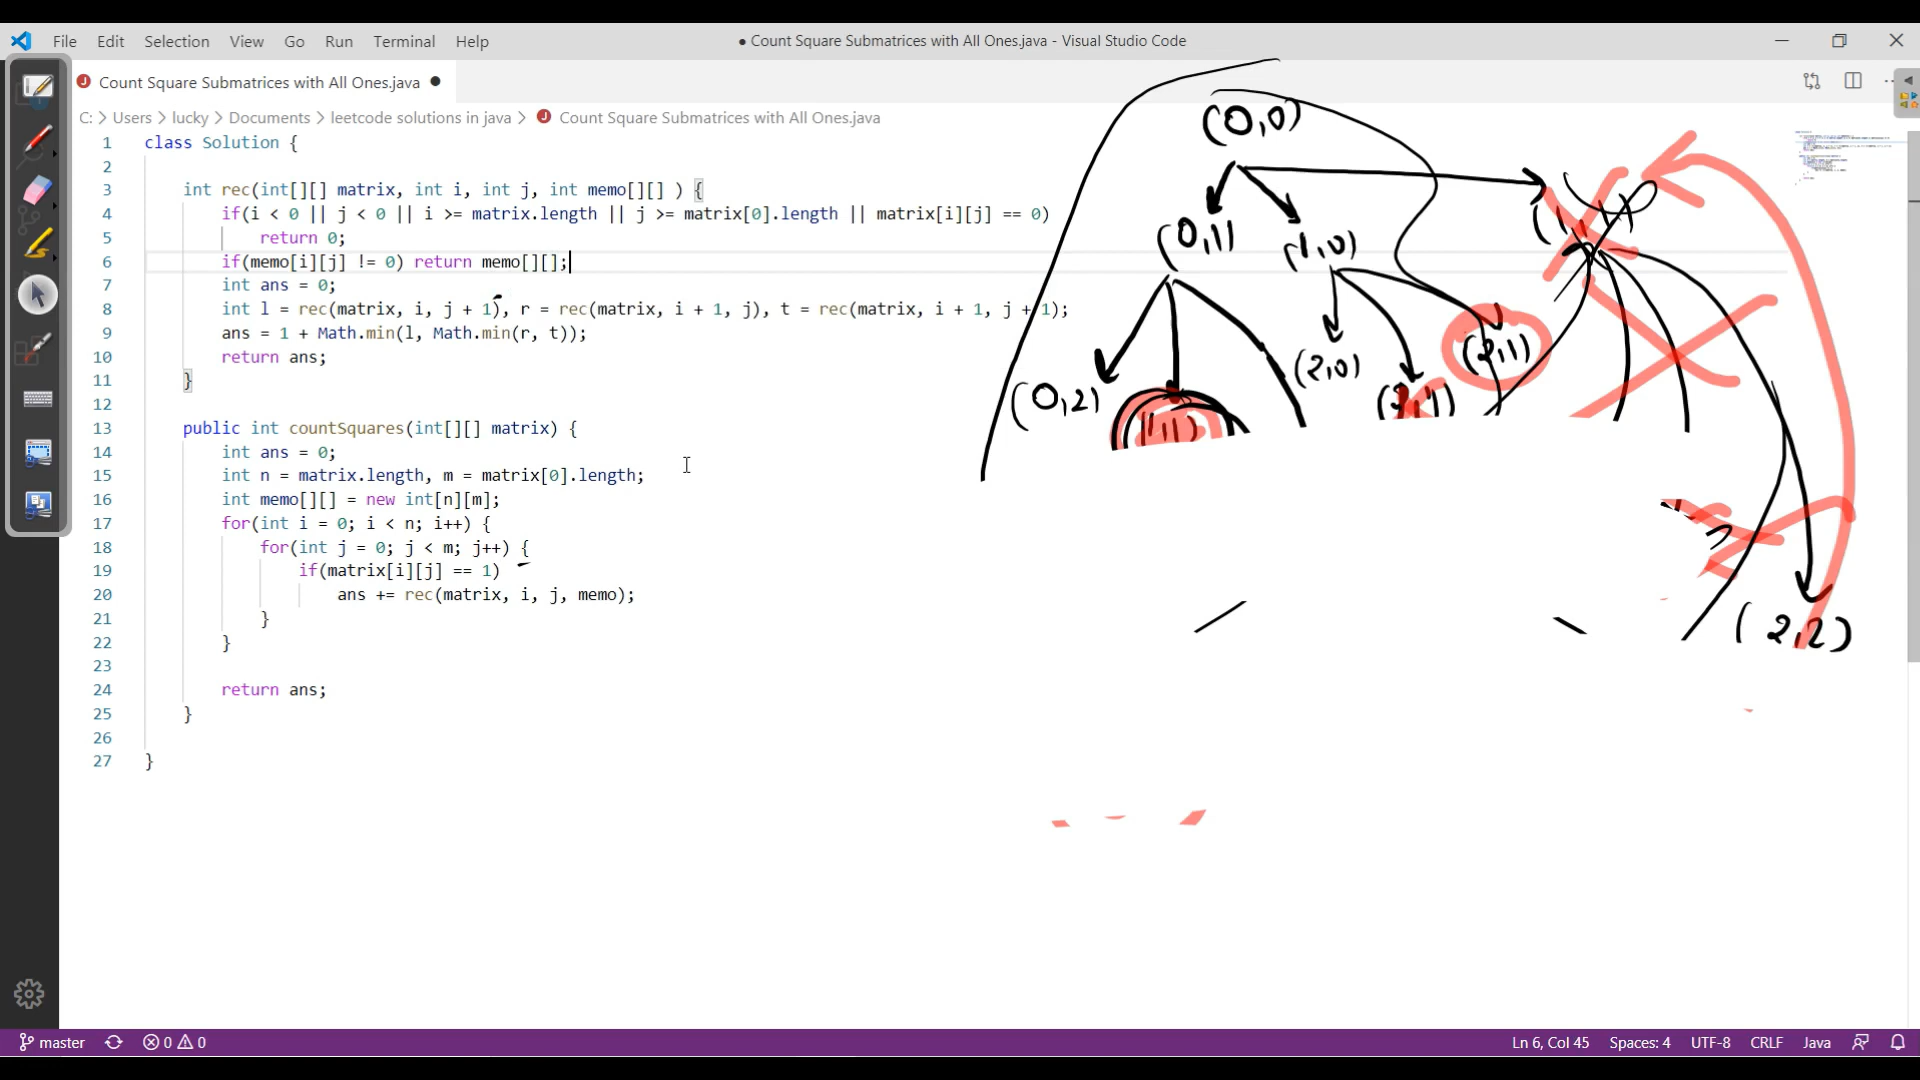 File Edit Selection View Go Run Terminal Help
● Count Square Submatrices with All Ones.java - Visual Studio Code
J Count Square Submatrices with All Ones.java ●
C: > Users > lucky > Documents > leetcode solutions in java > J Count Square Submatrices with All Ones.java
1 class Solution {
2
3 int rec(int[][] matrix, int i, int j, int memo[][] ) {
4 if(i < 0 || j < 0 || i >= matrix.length || j >= matrix[0].length || matrix[i][j] == 0)
5 return 0;
6 if(memo[i][j] != 0) return memo[][];
7 int ans = 0;
8 int l = rec(matrix, i, j + 1), r = rec(matrix, i + 1, j), t = rec(matrix, i + 1, j + 1);
9 ans = 1 + Math.min(l, Math.min(r, t));
10 return ans;
11 }
12
13 public int countSquares(int[][] matrix) {
14 int ans = 0;
15 int n = matrix.length, m = matrix[0].length;
16 int memo[][] = new int[n][m];
17 for(int i = 0; i < n; i++) {
18 for(int j = 0; j < m; j++) {
19 if(matrix[i][j] == 1)
20 ans += rec(matrix, i, j, memo);
21 }
22 }
23
24 return ans;
25 }
26
27 }
(0,0)
(0,1) (1,0)
(0,2) (1,1) (2,0) (2,1)
(2,2)
master 0 0 Ln 6, Col 45 Spaces: 4 UTF-8 CRLF Java